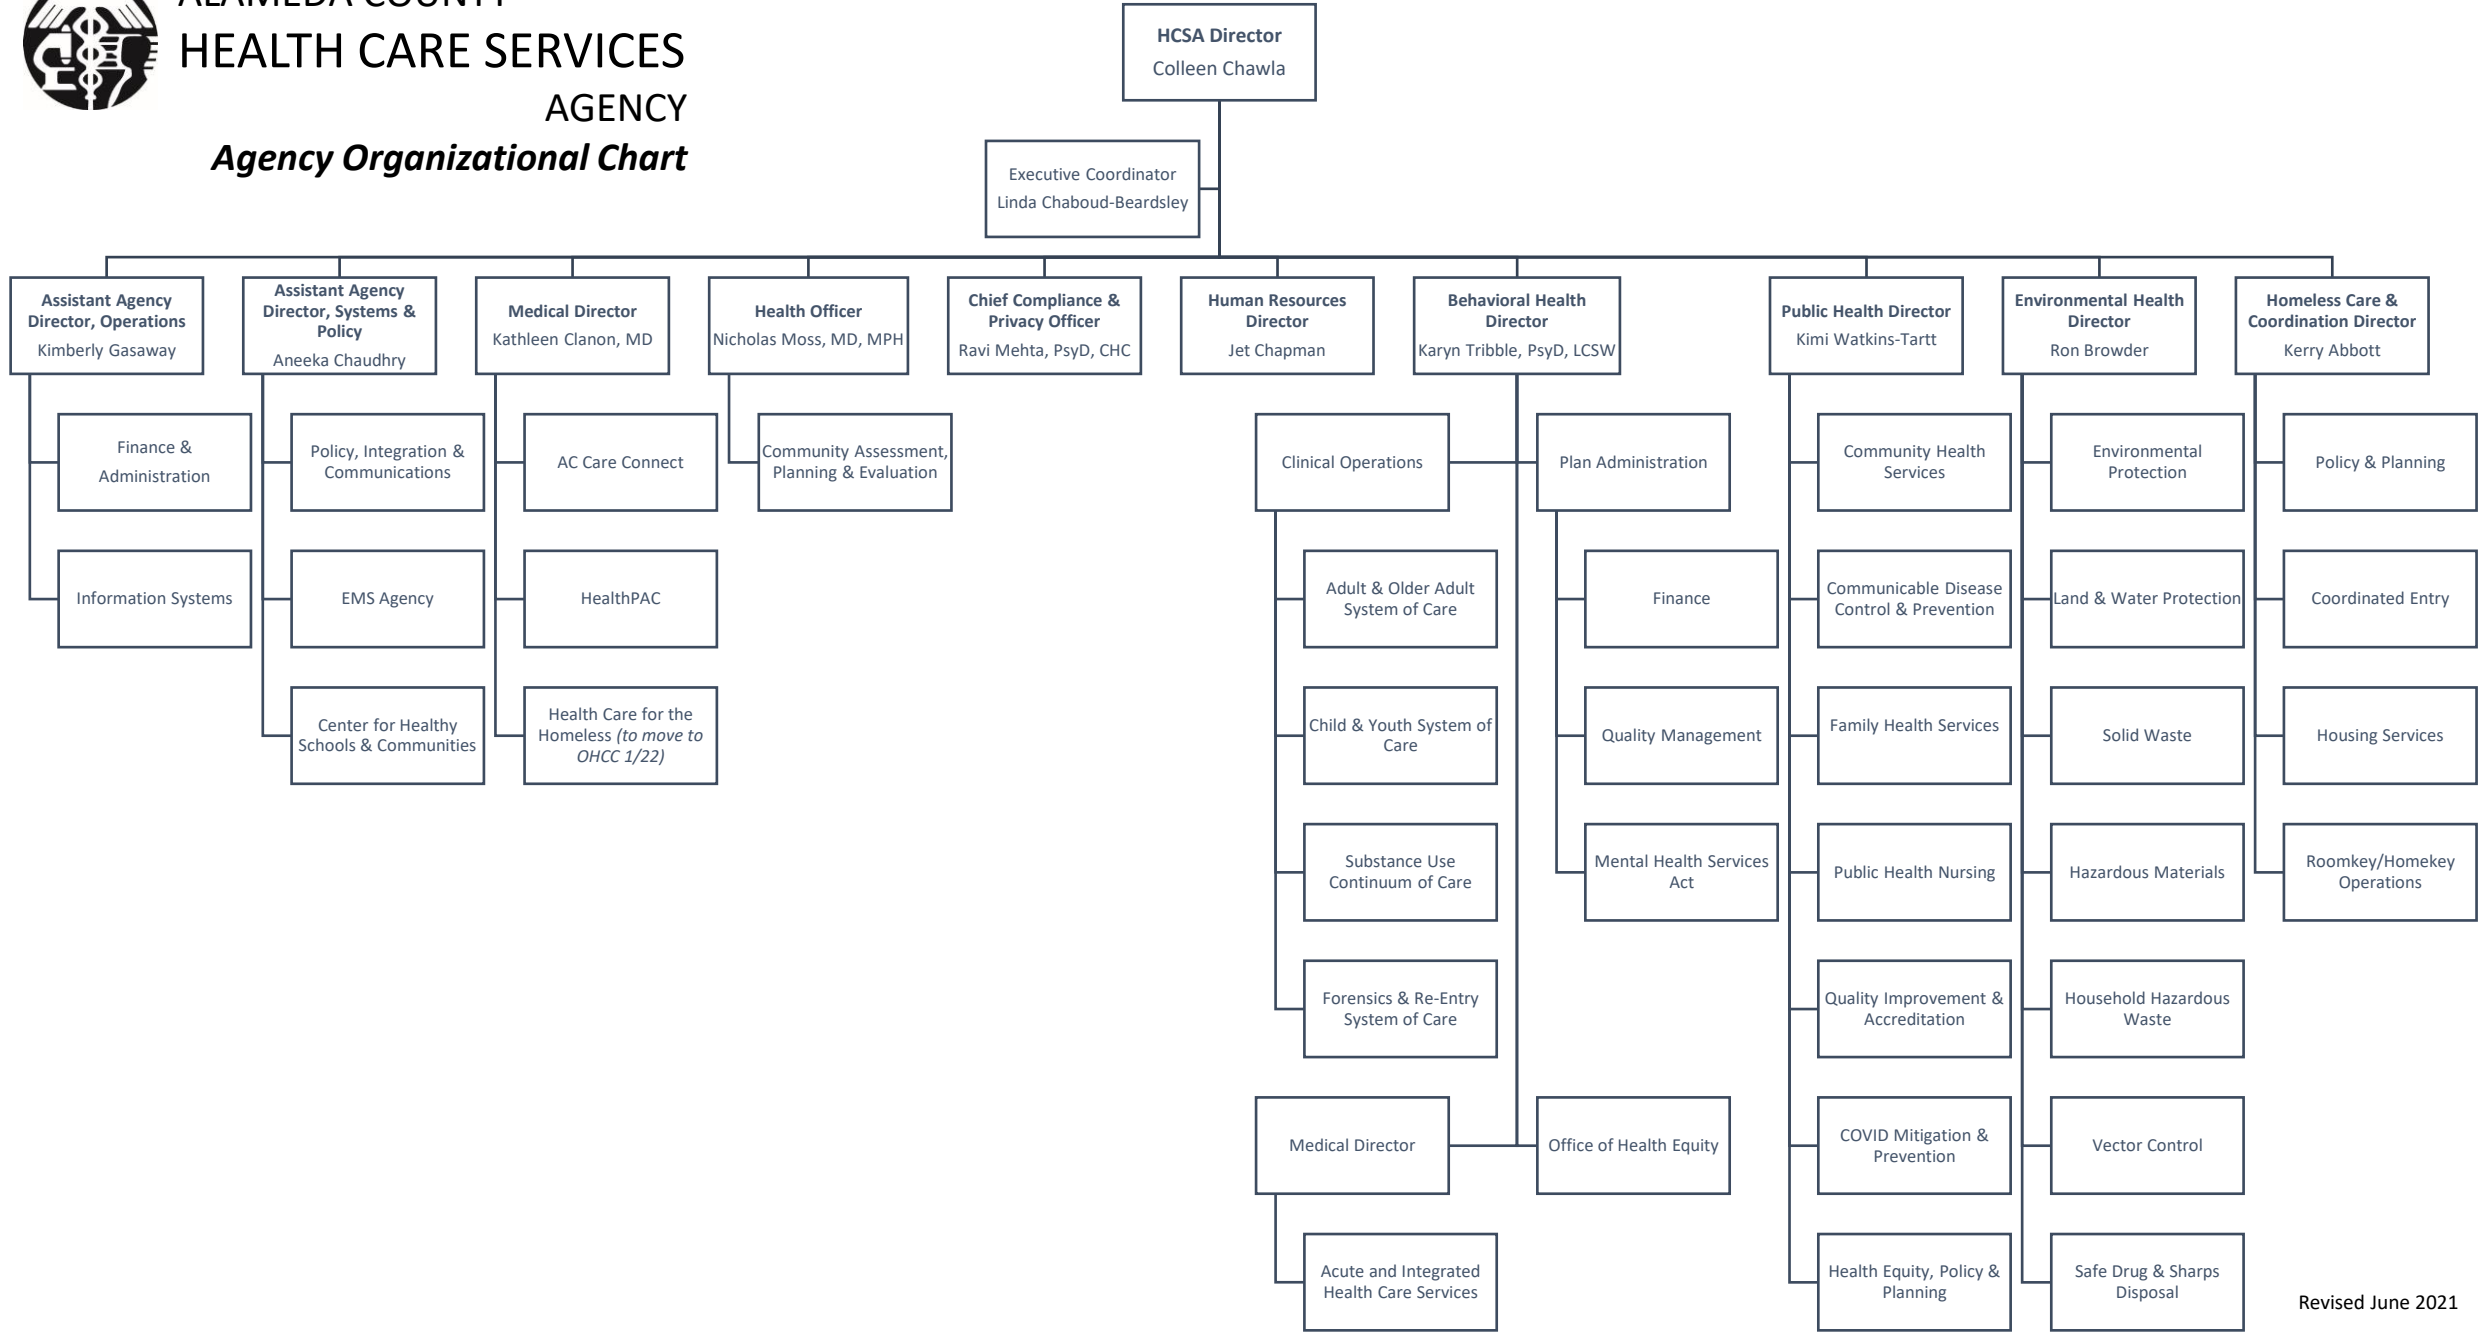 ALAMEDA COUNTY
HEALTH CARE SERVICES
AGENCY
Agency Organizational Chart
HCSA Director
Colleen Chawla
Executive Coordinator
Linda Chaboud-Beardsley
Assistant Agency
Director, Operations
Kimberly Gasaway
Finance &
Administration
Information Systems
Assistant Agency
Director, Systems &
Policy
Aneeka Chaudhry
Policy, Integration &
Communications
EMS Agency
Center for Healthy
Schools & Communities
Medical Director
Kathleen Clanon, MD
AC Care Connect
HealthPAC
Health Care for the
Homeless (to move to
OHCC 1/22)
Health Officer
Nicholas Moss, MD, MPH
Community Assessment,
Planning & Evaluation
Chief Compliance &
Privacy Officer
Ravi Mehta, PsyD, CHC
Human Resources
Director
Jet Chapman
Behavioral Health
Director
Karyn Tribble, PsyD, LCSW
Clinical Operations
Adult & Older Adult
System of Care
Child & Youth System of
Care
Substance Use
Continuum of Care
Forensics & Re-Entry
System of Care
Plan Administration
Finance
Quality Management
Mental Health Services
Act
Medical Director
Acute and Integrated
Health Care Services
Office of Health Equity
Public Health Director
Kimi Watkins-Tartt
Community Health
Services
Communicable Disease
Control & Prevention
Family Health Services
Public Health Nursing
Quality Improvement &
Accreditation
COVID Mitigation &
Prevention
Health Equity, Policy &
Planning
Environmental Health
Director
Ron Browder
Environmental
Protection
Land & Water Protection
Solid Waste
Hazardous Materials
Household Hazardous
Waste
Vector Control
Safe Drug & Sharps
Disposal
Homeless Care &
Coordination Director
Kerry Abbott
Policy & Planning
Coordinated Entry
Housing Services
Roomkey/Homekey
Operations
Revised June 2021